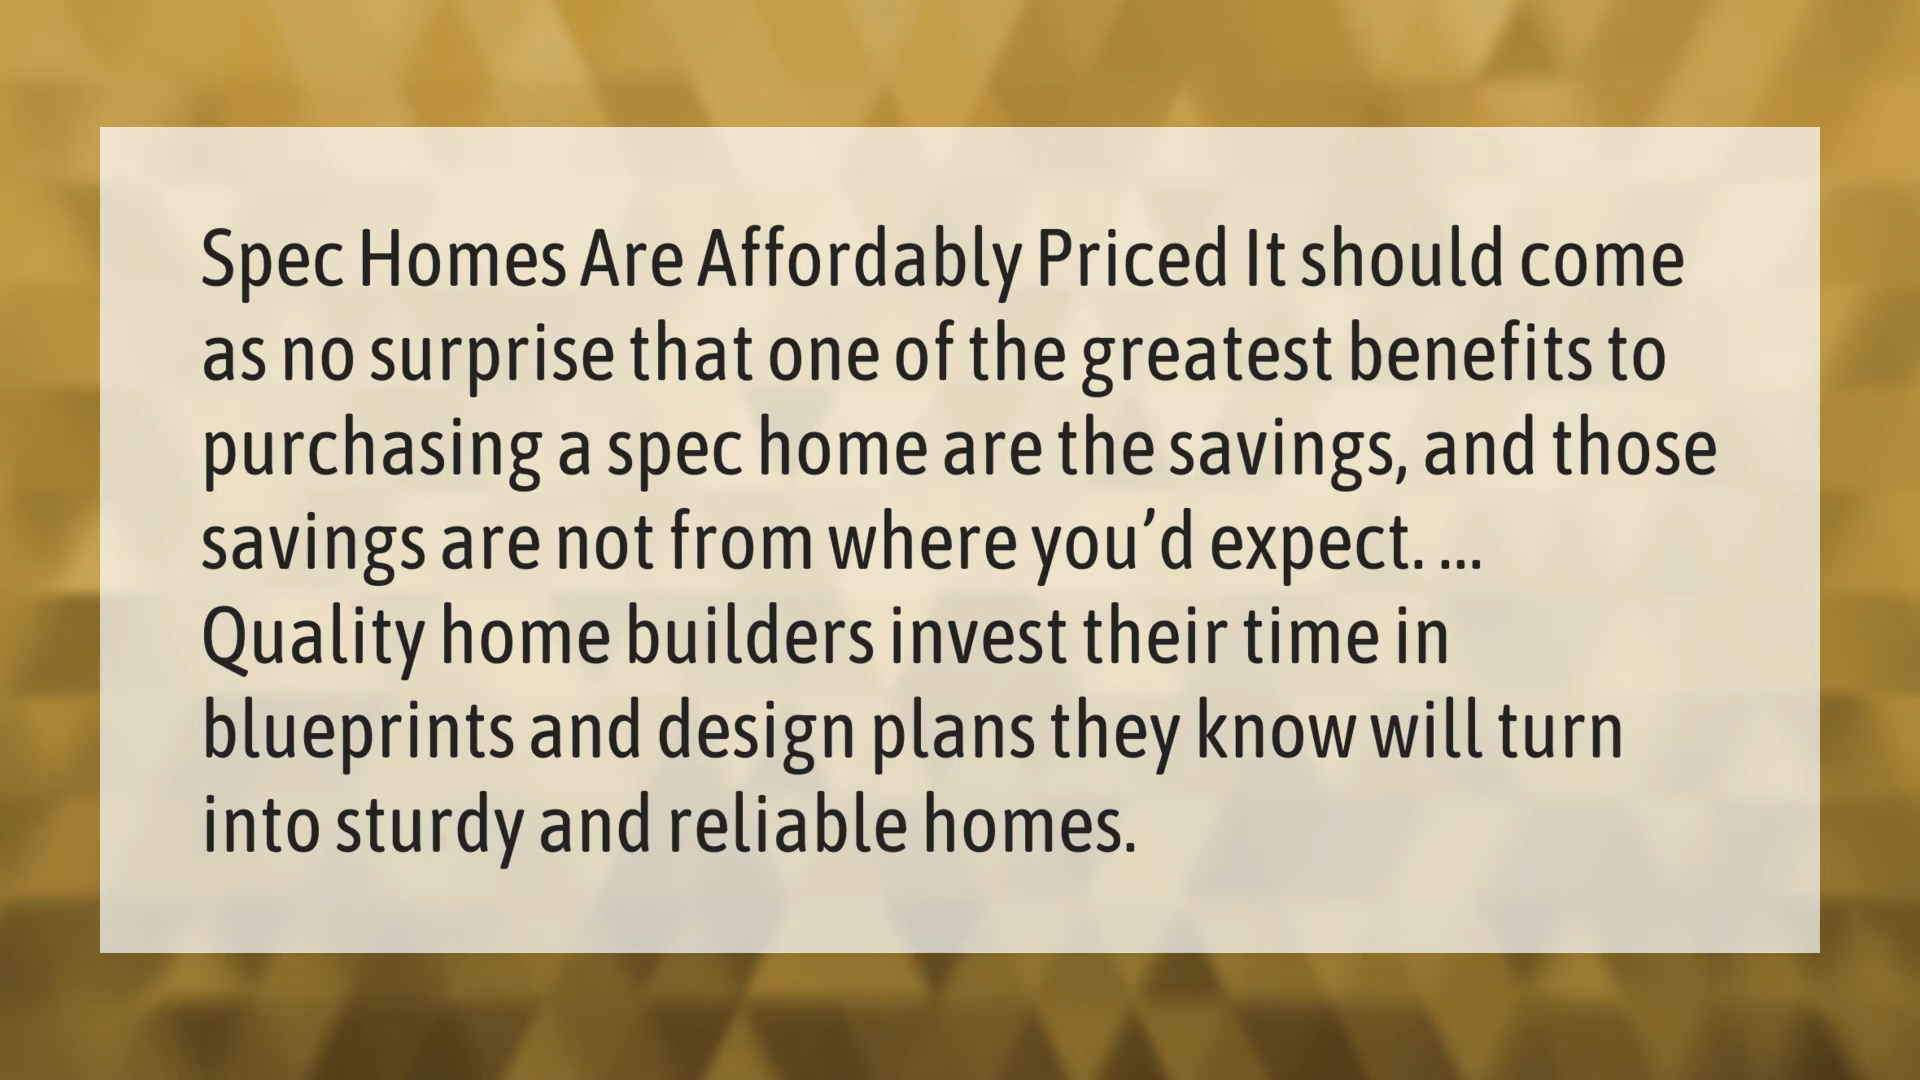 Spec Homes Are Affordably Priced It should come
as no surprise that one of the greatest benefits to
purchasing a spec home are the savings, and those
savings are not from where you’d expect. ...
Quality home builders invest their time in
blueprints and design plans they know will turn
into sturdy and reliable homes.